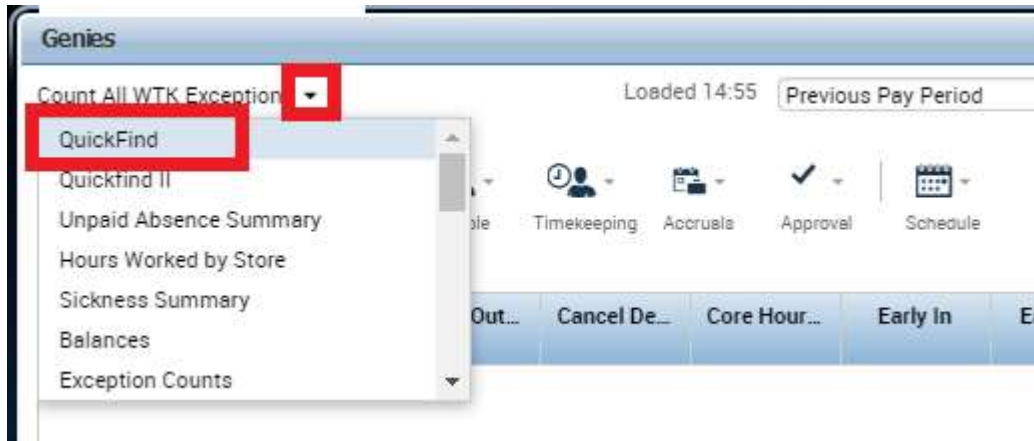 Genies
Count All WTK Exception
Loaded 14:55
Previous Pay Period
QuickFind
Quickfind II
Unpaid Absence Summary
Hours Worked by Store
Sickness Summary
Balances
Exception Counts
Timekeeping
Accruals
Approval
Schedule
Out...
Cancel De...
Core Hour...
Early In